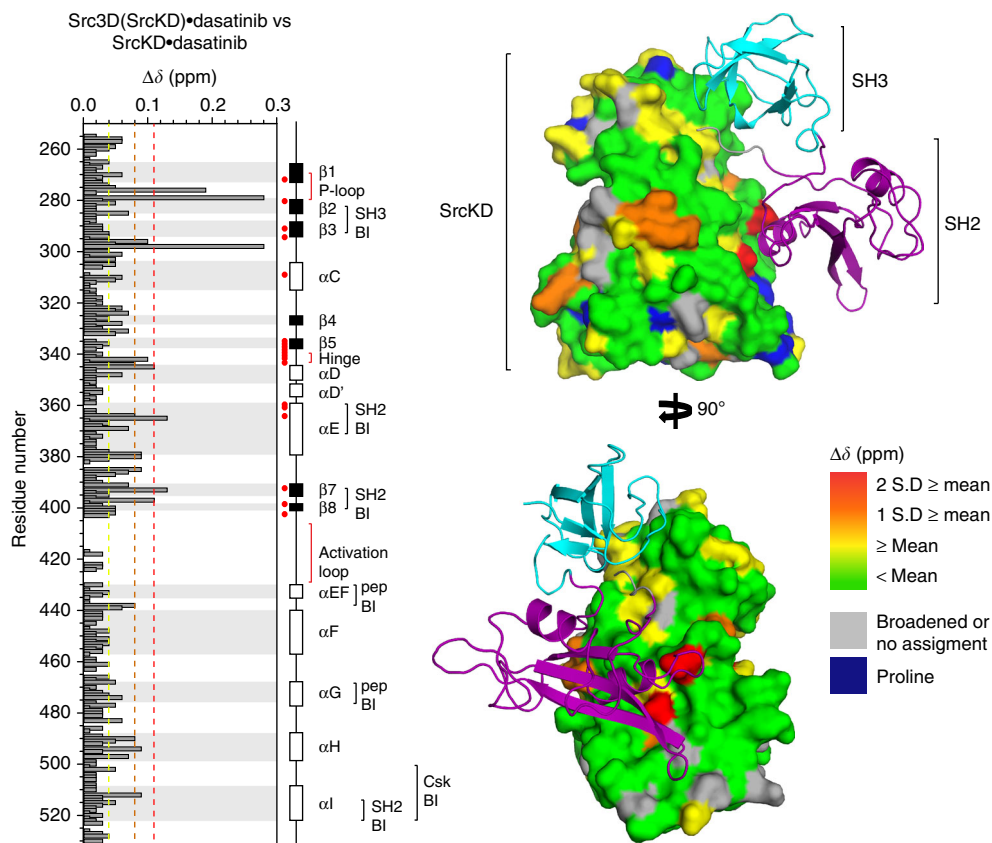 Src3D(SrcKD)•dasatinib vs
SrcKD•dasatinib
Δδ (ppm)
0.0 0.1 0.2 0.3
Residue number
260
280
300
320
340
360
380
400
420
440
460
480
500
520
β1
P-loop
β2
β3
SH3
BI
αC
β4
β5
Hinge
αD
αD'
αE
SH2
BI
β7
β8
SH2
BI
Activation
loop
αEF
pep
BI
αF
αG
pep
BI
αH
αI
SH2
BI
Csk
BI
SrcKD
SH3
SH2
90°
Δδ (ppm)
2 S.D ≥ mean
1 S.D ≥ mean
≥ Mean
< Mean
Broadened or
no assigment
Proline